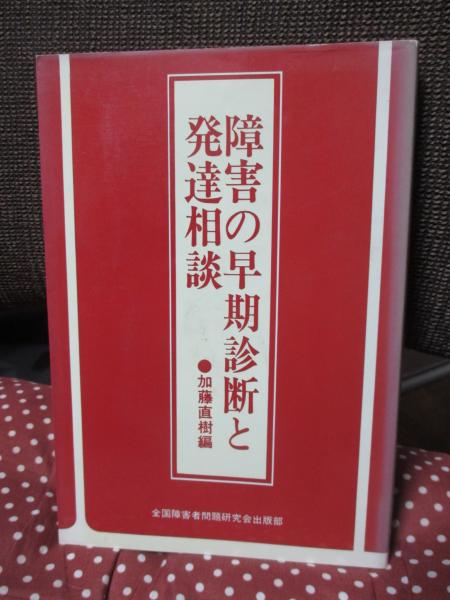 障害の早期診断と
発達相談
●加藤直樹編
全国障害者問題研究会出版部